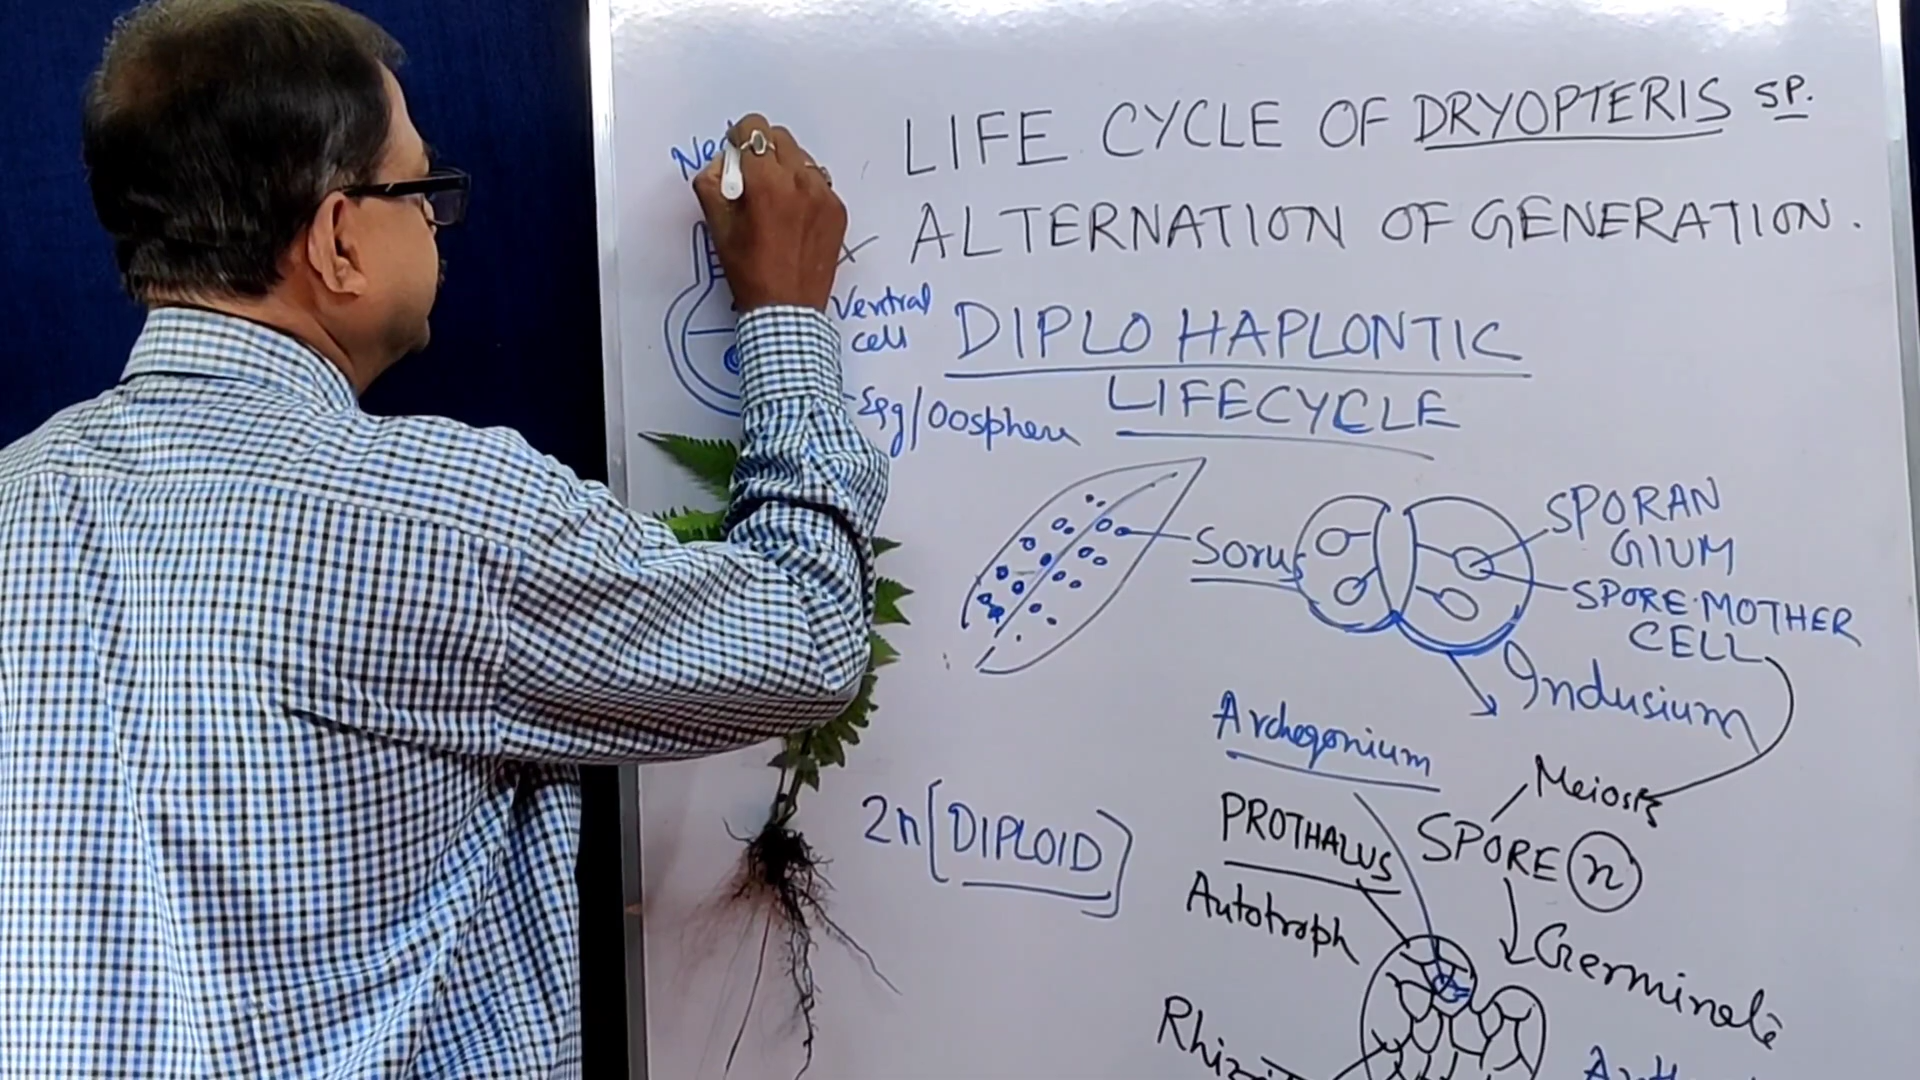 LIFE CYCLE OF DRYOPTERIS SP.
ALTERNATION OF GENERATION.
DIPLO HAPLONTIC
LIFECYCLE
Ventral
cell
Egg/Oosphere
Sorus
SPORAN
GIUM
SPORE-MOTHER
CELL
Indusium
Archegonium
Meiosis
PROTHALUS
SPORE n
2n [DIPLOID]
Autotroph
Germinate